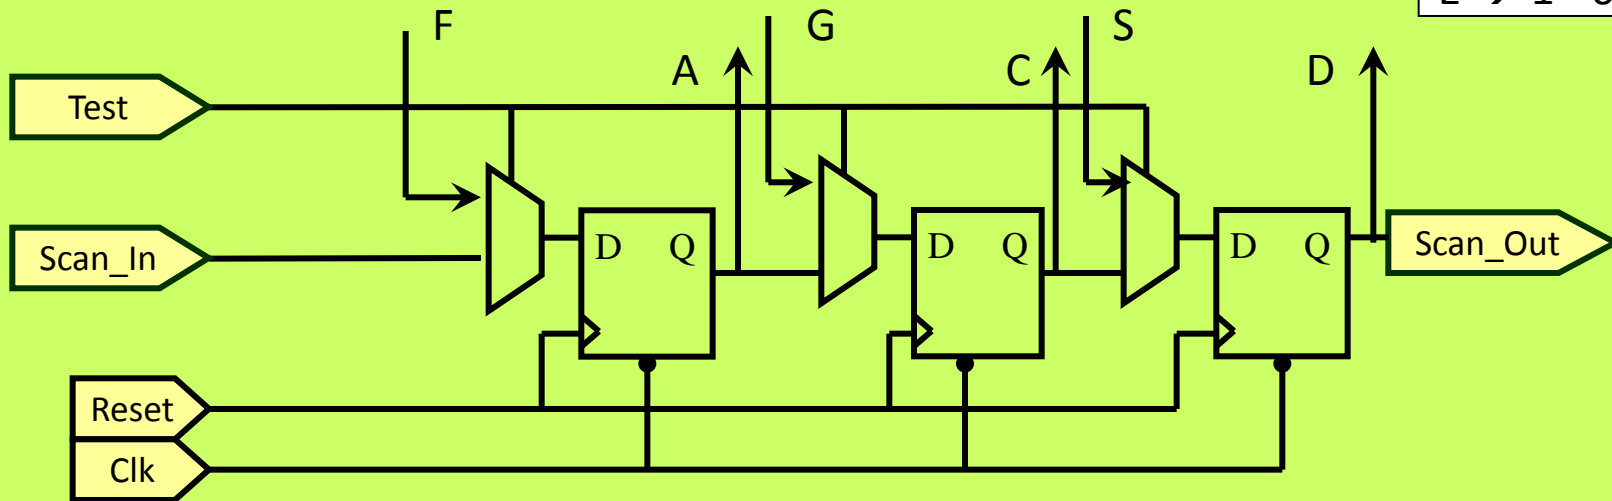 F
G
S
A
C
D
Test
Scan_In
D Q
D Q
D Q
Scan_Out
Reset
Clk